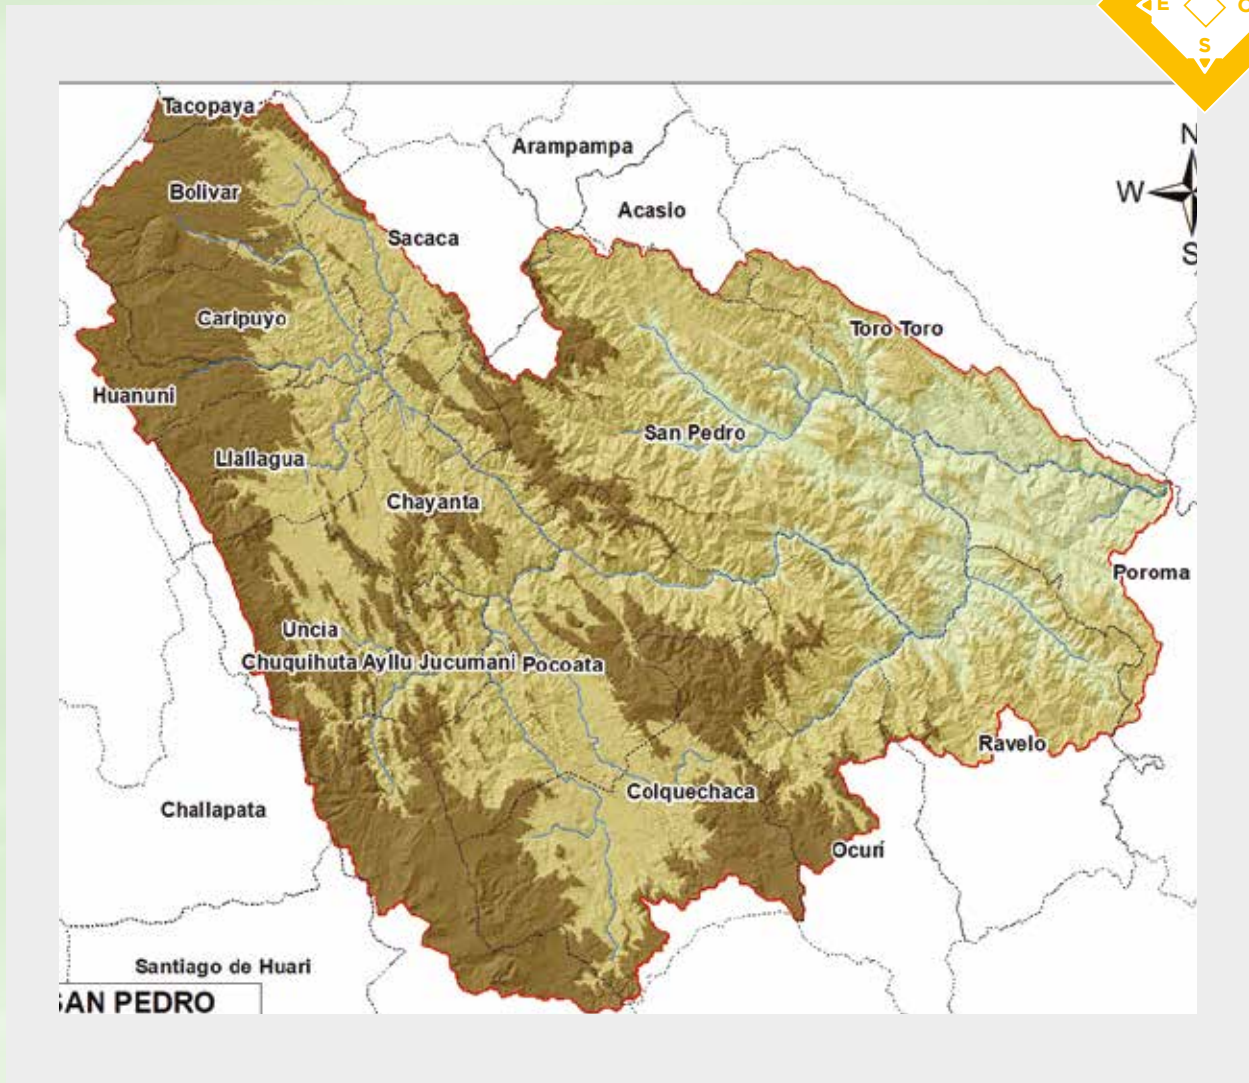 E
C
S
Tacopaya
Arampampa
N
Bolivar
W
Acasio
Sacaca
S
Caripuyo
Toro Toro
Huanuni
San Pedro
Llallagua
Chayanta
Poroma
Uncia
Chuquihuta Ayllu Jucumani
Pocoata
Ravelo
Colquechaca
Challapata
Ocurí
Santiago de Huari
SAN PEDRO